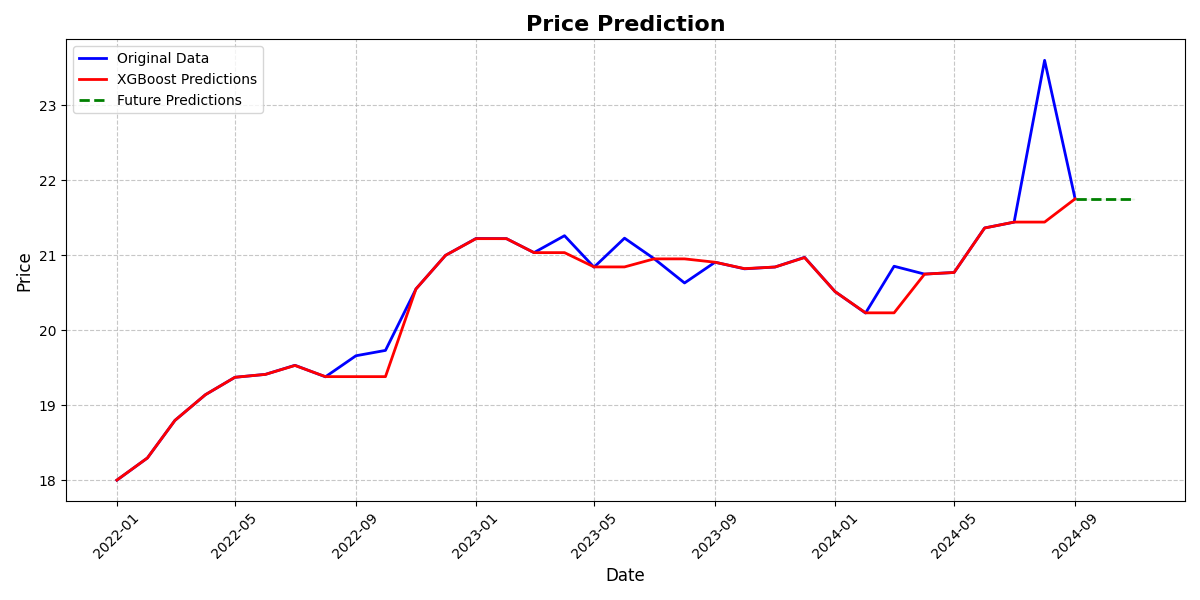 Price Prediction
Original Data
XGBoost Predictions
Future Predictions
Price
23
22
21
20
19
18
2022-01
2022-05
2022-09
2023-01
2023-05
2023-09
2024-01
2024-05
2024-09
Date